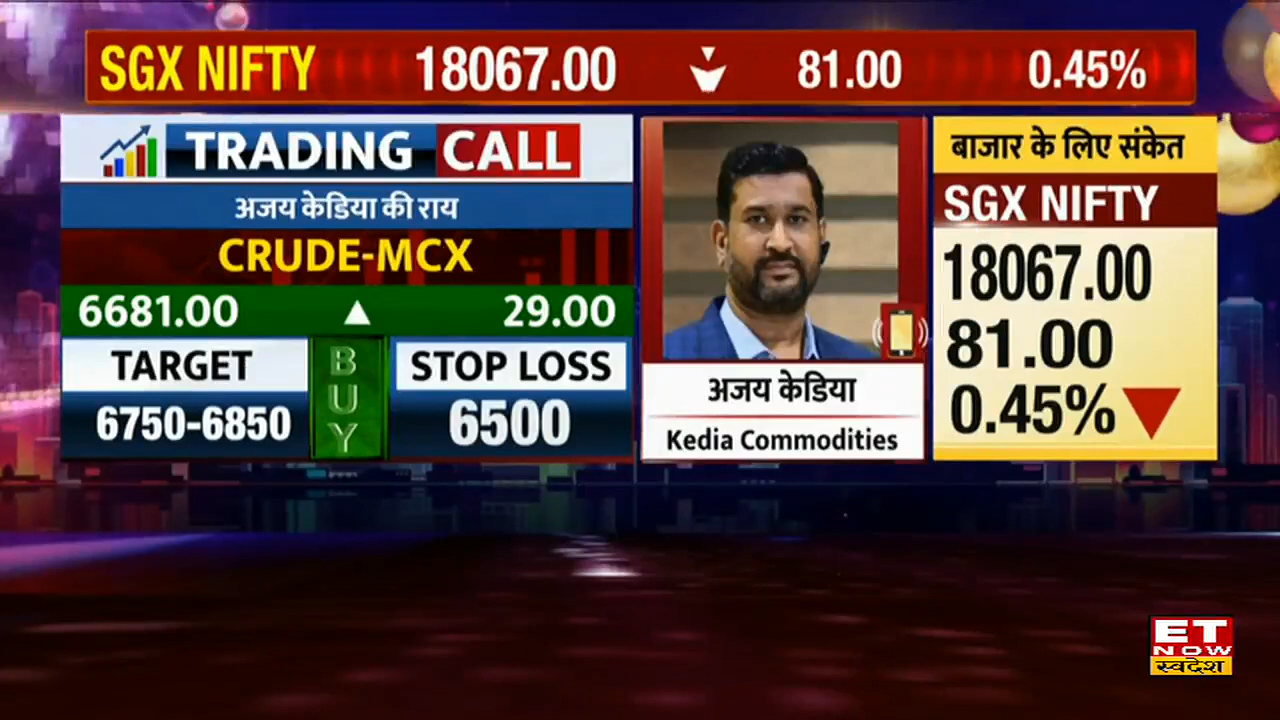 SGX NIFTY 18067.00 81.00 0.45%
TRADING CALL
अजय केडिया की राय
CRUDE-MCX
6681.00 ▲ 29.00
TARGET
6750-6850
BUY
STOP LOSS
6500
अजय केडिया
Kedia Commodities
बाजार के लिए संकेत
SGX NIFTY
18067.00
81.00
0.45%
ET
NOW
स्वदेश